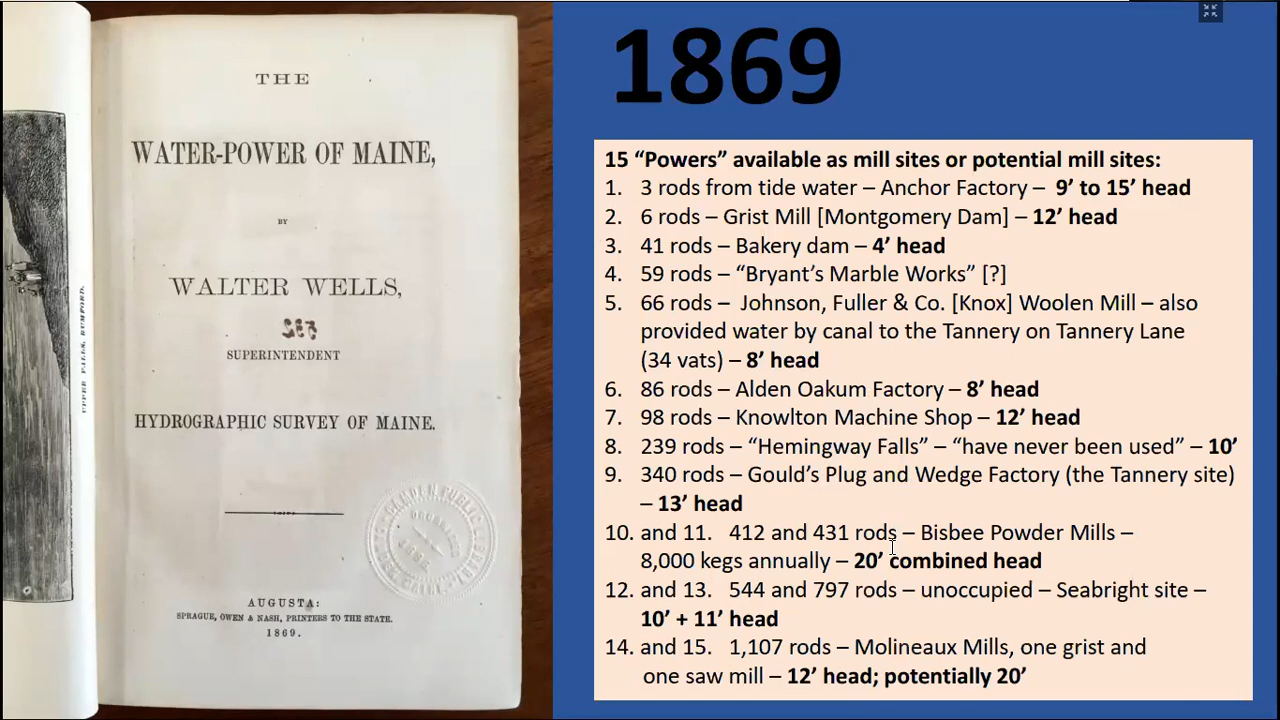 THE
WATER-POWER OF MAINE,
BY
WALTER WELLS,
SUPERINTENDENT
HYDROGRAPHIC SURVEY OF MAINE.
AUGUSTA:
SPRAGUE, OWEN & NASH, PRINTERS TO THE STATE.
1869.
UPPER FALLS, RUMFORD.
CAMDEN PUBLIC LIBRARY
1869
15 “Powers” available as mill sites or potential mill sites:
1. 3 rods from tide water – Anchor Factory – 9’ to 15’ head
2. 6 rods – Grist Mill [Montgomery Dam] – 12’ head
3. 41 rods – Bakery dam – 4’ head
4. 59 rods – “Bryant’s Marble Works” [?]
5. 66 rods – Johnson, Fuller & Co. [Knox] Woolen Mill – also
provided water by canal to the Tannery on Tannery Lane
(34 vats) – 8’ head
6. 86 rods – Alden Oakum Factory – 8’ head
7. 98 rods – Knowlton Machine Shop – 12’ head
8. 239 rods – “Hemingway Falls” – “have never been used” – 10’
9. 340 rods – Gould’s Plug and Wedge Factory (the Tannery site)
– 13’ head
10. and 11. 412 and 431 rods – Bisbee Powder Mills –
8,000 kegs annually – 20’ combined head
12. and 13. 544 and 797 rods – unoccupied – Seabright site –
10’ + 11’ head
14. and 15. 1,107 rods – Molineaux Mills, one grist and
one saw mill – 12’ head; potentially 20’